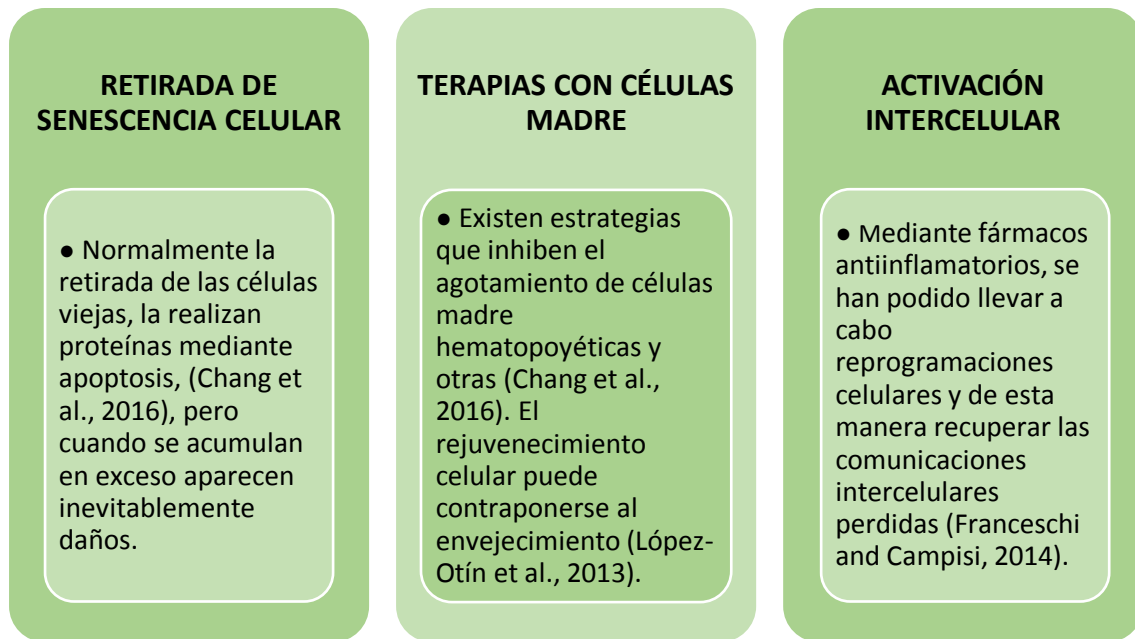 RETIRADA DE
SENESCENCIA CELULAR
● Normalmente la
retirada de las células
viejas, la realizan
proteínas mediante
apoptosis, (Chang et
al., 2016), pero
cuando se acumulan
en exceso aparecen
inevitablemente
daños.
TERAPIAS CON CÉLULAS
MADRE
● Existen estrategias
que inhiben el
agotamiento de células
madre
hematopoyéticas y
otras (Chang et al.,
2016). El
rejuvenecimiento
celular puede
contraponerse al
envejecimiento (López-
Otín et al., 2013).
ACTIVACIÓN
INTERCELULAR
● Mediante fármacos
antiinflamatorios, se
han podido llevar a
cabo
reprogramaciones
celulares y de esta
manera recuperar las
comunicaciones
intercelulares
perdidas (Franceschi
and Campisi, 2014).